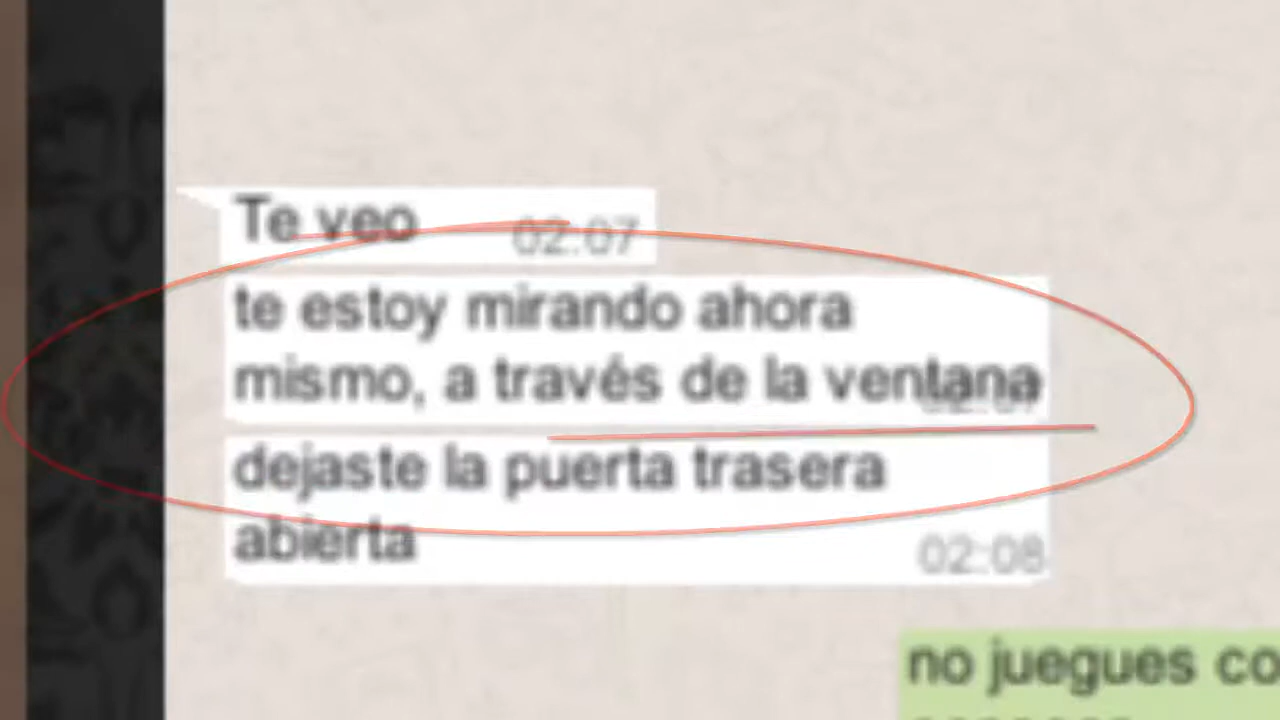 Te veo 02:07
te estoy mirando ahora
mismo, a través de la ventana
dejaste la puerta trasera
abierta 02:08
no juegues